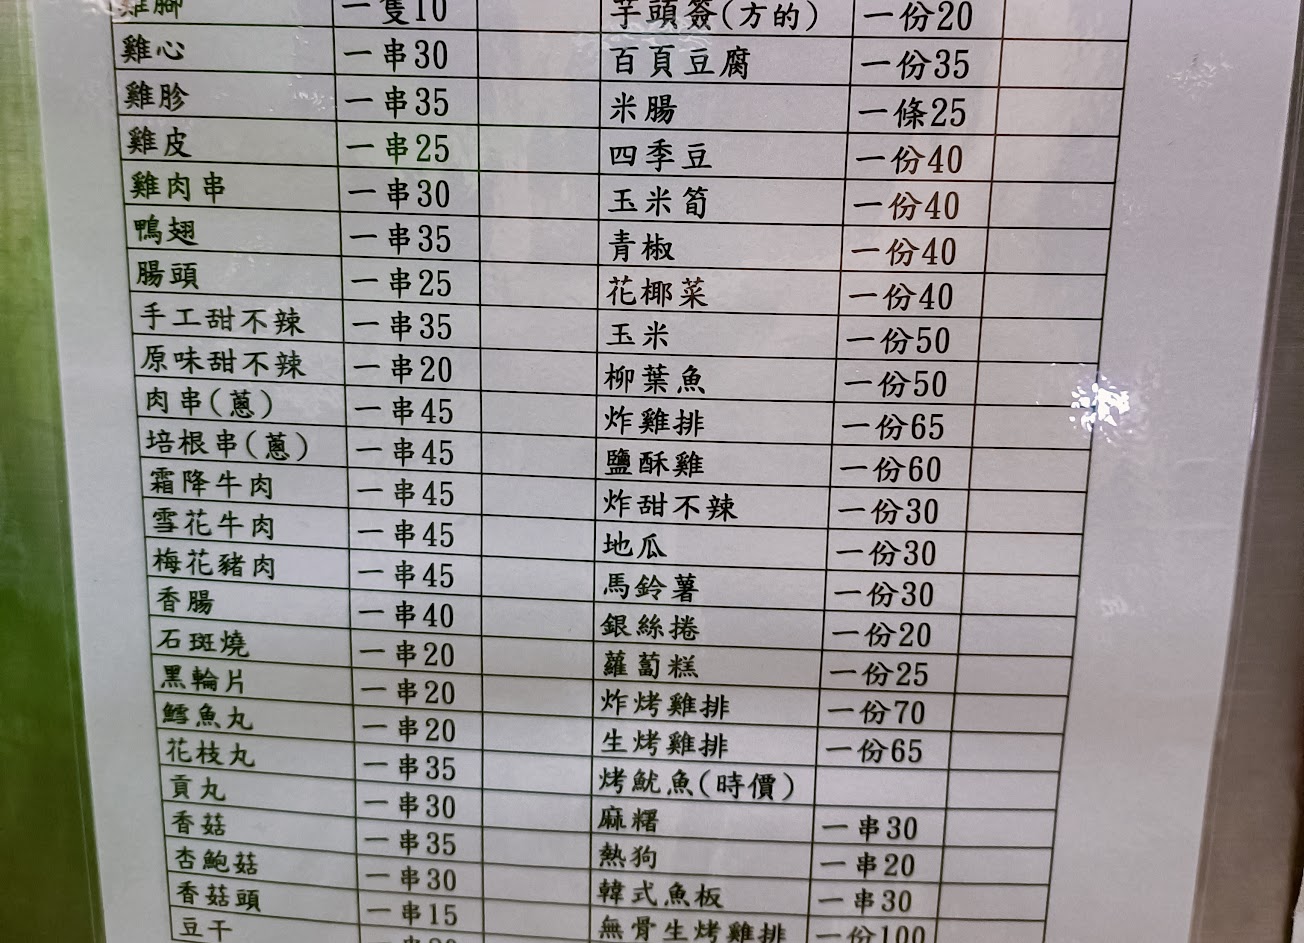 雞腳 一隻10 芋頭簽(方的) 一份20
雞心 一串30 百頁豆腐 一份35
雞胗 一串35 米腸 一條25
雞皮 一串25 四季豆 一份40
雞肉串 一串30 玉米筍 一份40
鴨翅 一串35 青椒 一份40
腸頭 一串25 花椰菜 一份40
手工甜不辣 一串35 玉米 一份50
原味甜不辣 一串20 柳葉魚 一份50
肉串(蔥) 一串45 炸雞排 一份65
培根串(蔥) 一串45 鹽酥雞 一份60
霜降牛肉 一串45 炸甜不辣 一份30
雪花牛肉 一串45 地瓜 一份30
梅花豬肉 一串45 馬鈴薯 一份30
香腸 一串40 銀絲捲 一份20
石斑燒 一串20 蘿蔔糕 一份25
黑輪片 一串20 炸烤雞排 一份70
鱈魚丸 一串20 生烤雞排 一份65
花枝丸 一串35 烤魷魚(時價)
貢丸 一串30 麻糬 一串30
香菇 一串35 熱狗 一串20
杏鮑菇 一串30 韓式魚板 一串30
香菇頭 一串15 無骨生烤雞排 一份100
豆干